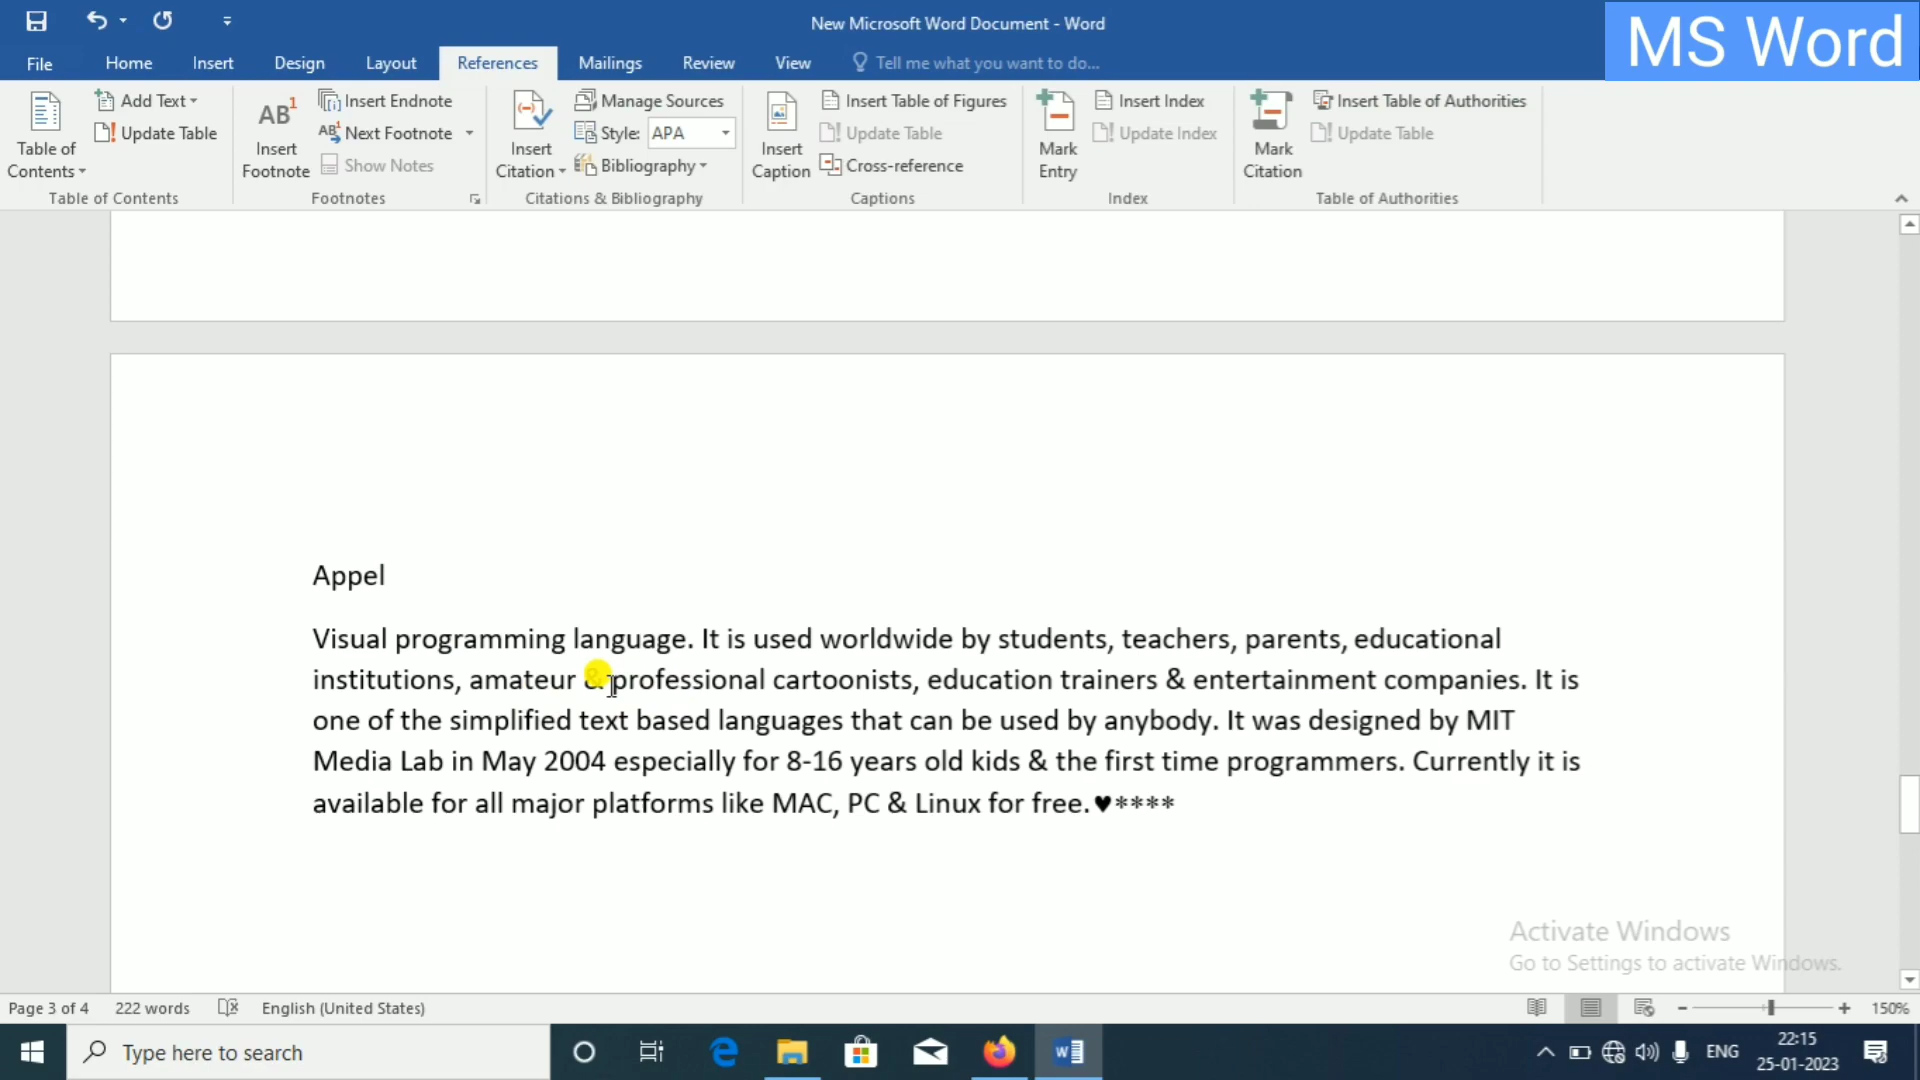 New Microsoft Word Document - Word
MS Word
File Home Insert Design Layout References Mailings Review View Tell me what you want to do...
Table of Contents
Add Text
Update Table
Table of Contents
AB1 Insert Footnote
Insert Endnote
AB1 Next Footnote
Show Notes
Footnotes
Insert Citation
Manage Sources
Style: APA
Bibliography
Citations & Bibliography
Insert Caption
Insert Table of Figures
Update Table
Cross-reference
Captions
Mark Entry
Insert Index
Update Index
Index
Mark Citation
Insert Table of Authorities
Update Table
Table of Authorities
Appel
Visual programming language. It is used worldwide by students, teachers, parents, educational
institutions, amateur & professional cartoonists, education trainers & entertainment companies. It is
one of the simplified text based languages that can be used by anybody. It was designed by MIT
Media Lab in May 2004 especially for 8-16 years old kids & the first time programmers. Currently it is
available for all major platforms like MAC, PC & Linux for free.♥****
Activate Windows
Go to Settings to activate Windows.
Page 3 of 4 222 words English (United States) 150%
Type here to search
ENG
22:15
25-01-2023